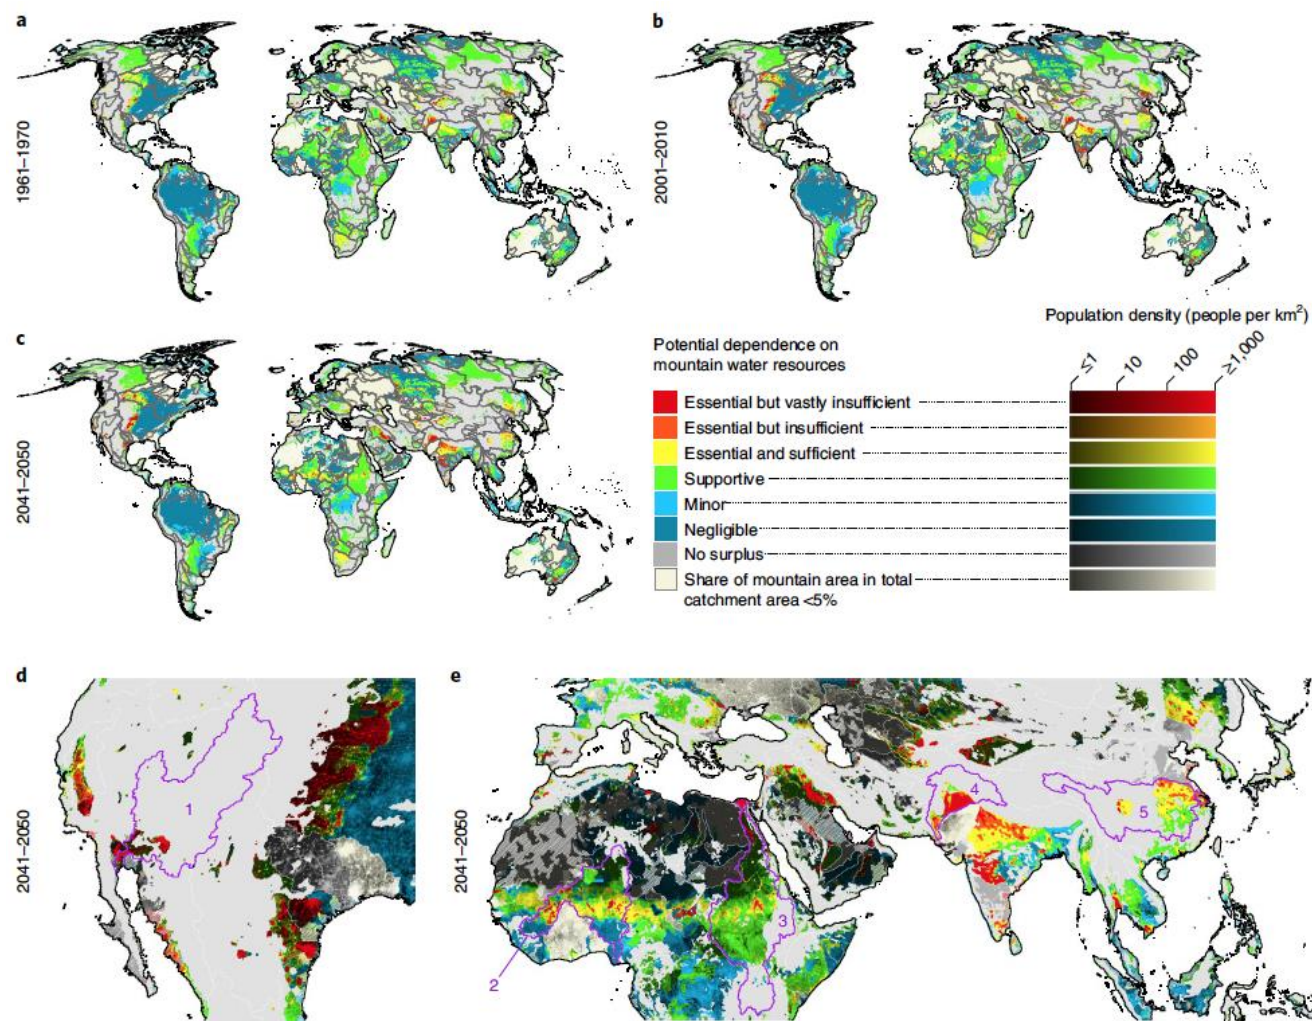 a
b
1961–1970
2001–2010
c
2041–2050
Population density (people per km²)
≤1
10
100
≥1,000
Potential dependence on
mountain water resources
Essential but vastly insufficient
Essential but insufficient
Essential and sufficient
Supportive
Minor
Negligible
No surplus
Share of mountain area in total
catchment area <5%
d
e
2041–2050
2041–2050
1
2
3
4
5